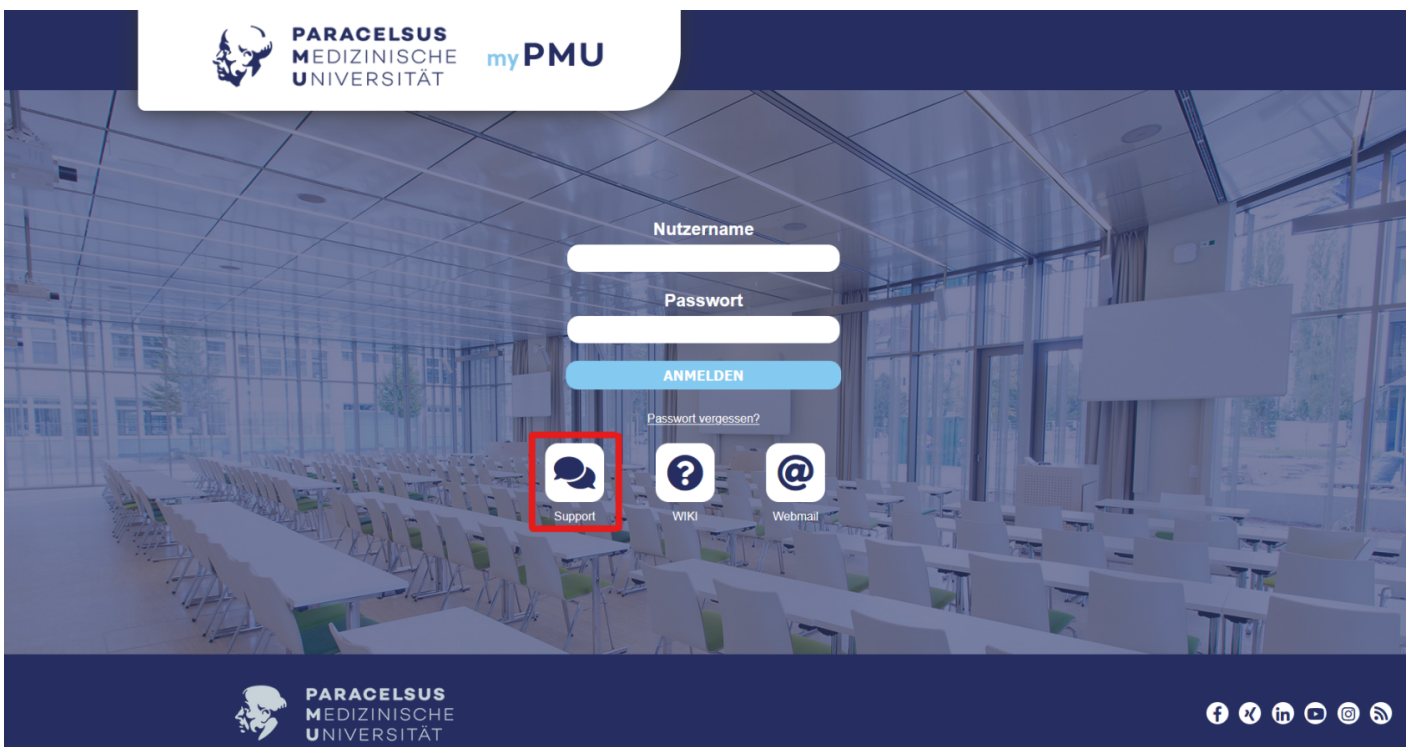 PARACELSUS
MEDIZINISCHE
UNIVERSITÄT
myPMU
Nutzername
Passwort
ANMELDEN
Passwort vergessen?
Support
WIKI
Webmail
PARACELSUS
MEDIZINISCHE
UNIVERSITÄT